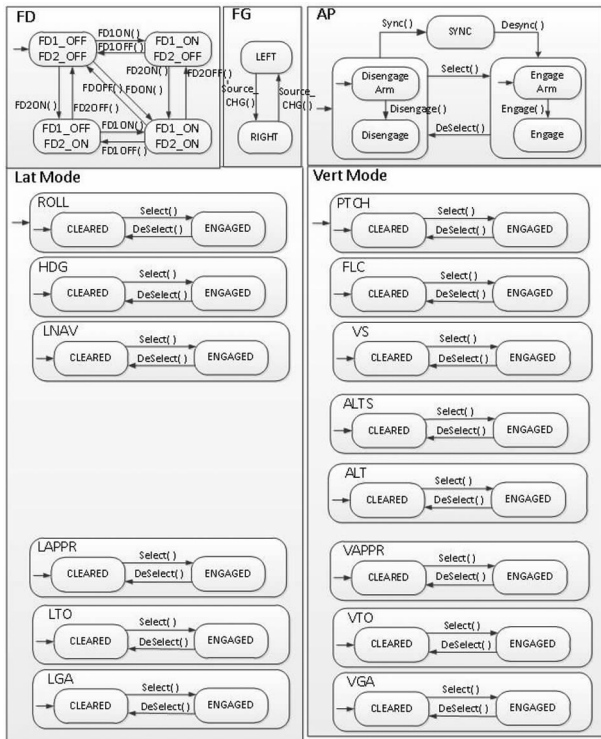 FD
FD1_OFF
FD2_OFF
FD1ON( )
FD1OFF( )
FD1_ON
FD2_OFF
FD2ON( )
FD2OFF( )
FDOFF( )
FDON( )
FD2ON( )
FD2OFF( )
FD1_OFF
FD2_ON
FD1ON( )
FD1OFF( )
FD1_ON
FD2_ON
FG
LEFT
Source_
CHG( )
Source_
CHG( )
RIGHT
AP
Sync( )
SYNC
Desync( )
Disengage
Arm
Disengage( )
Disengage
Select( )
DeSelect( )
Engage
Arm
Engage( )
Engage
Lat Mode
ROLL
CLEARED
Select( )
DeSelect( )
ENGAGED
HDG
CLEARED
Select( )
DeSelect( )
ENGAGED
LNAV
CLEARED
Select( )
DeSelect( )
ENGAGED
LAPPR
CLEARED
Select( )
DeSelect( )
ENGAGED
LTO
CLEARED
Select( )
DeSelect( )
ENGAGED
LGA
CLEARED
Select( )
DeSelect( )
ENGAGED
Vert Mode
PTCH
CLEARED
Select( )
DeSelect( )
ENGAGED
FLC
CLEARED
Select( )
DeSelect( )
ENGAGED
VS
CLEARED
Select( )
DeSelect( )
ENGAGED
ALTS
CLEARED
Select( )
DeSelect( )
ENGAGED
ALT
CLEARED
Select( )
DeSelect( )
ENGAGED
VAPPR
CLEARED
Select( )
DeSelect( )
ENGAGED
VTO
CLEARED
Select( )
DeSelect( )
ENGAGED
VGA
CLEARED
Select( )
DeSelect( )
ENGAGED